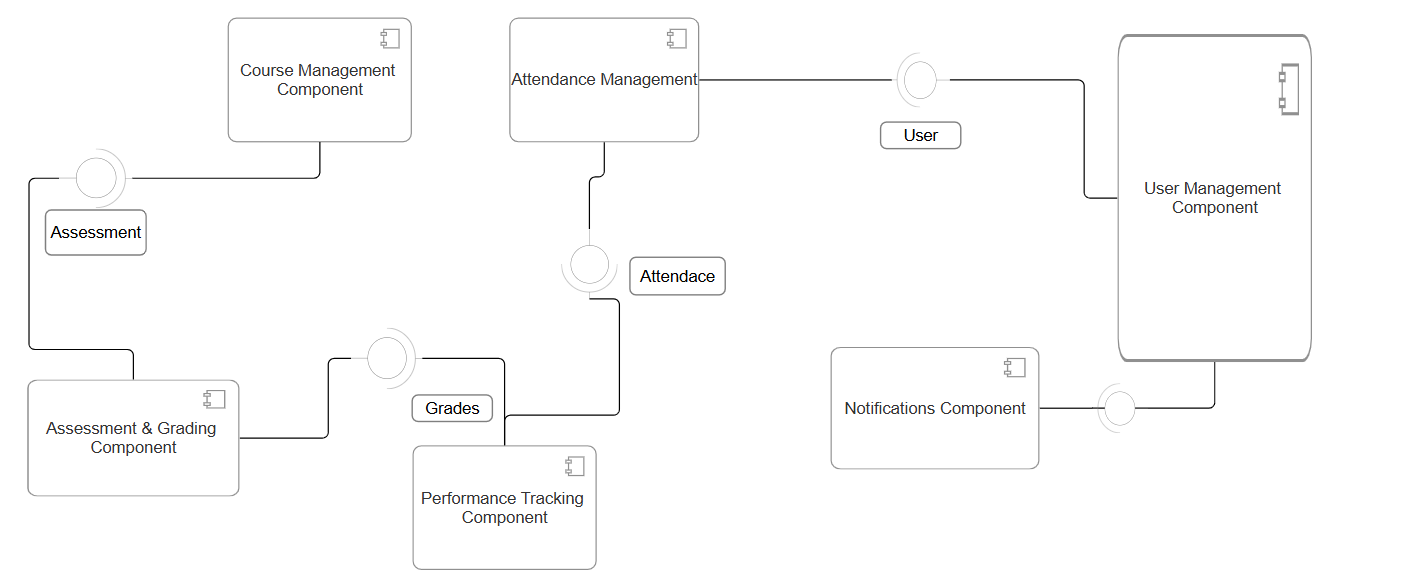 Course Management
Component
Attendance Management
User
User Management
Component
Assessment
Attendace
Grades
Notifications Component
Assessment & Grading
Component
Performance Tracking
Component